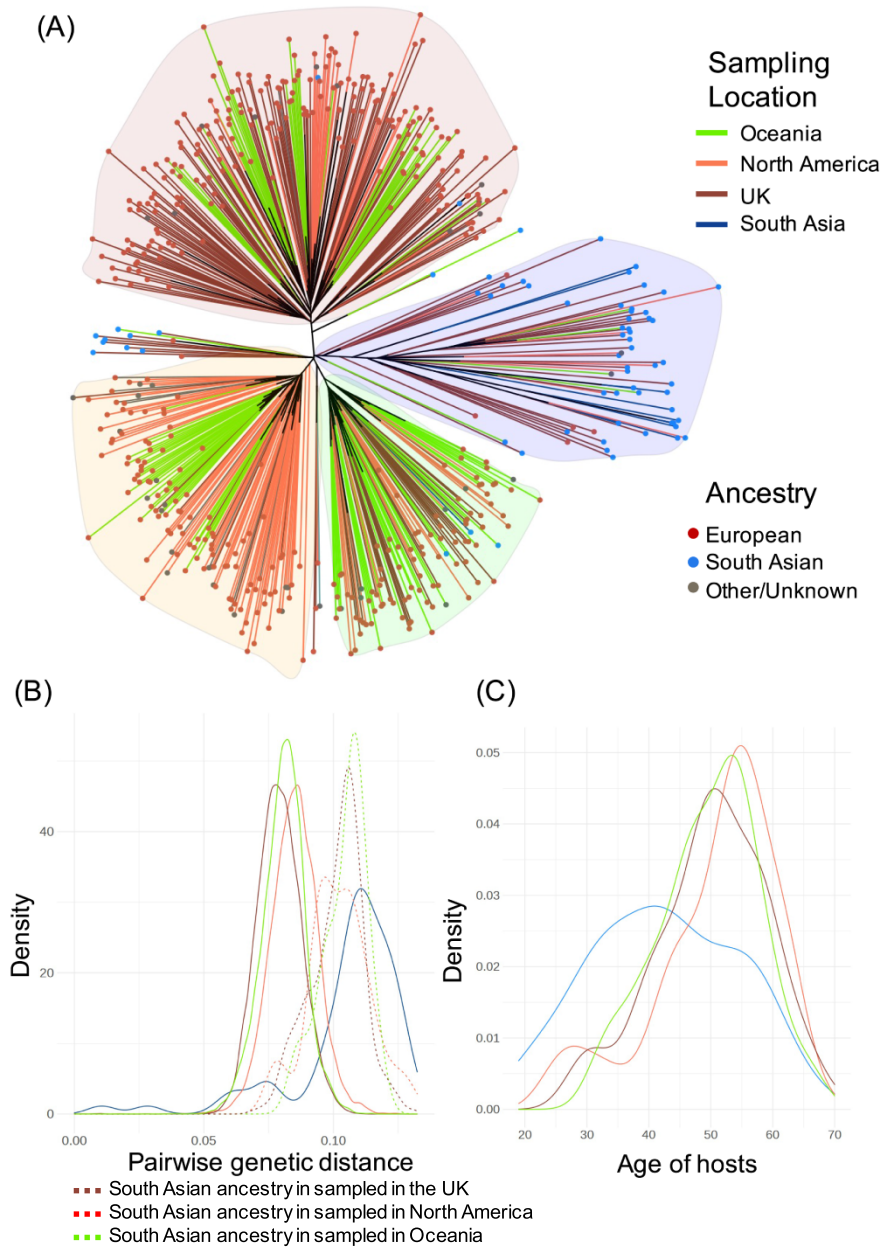 (A)
Sampling
Location
Oceania
North America
UK
South Asia
Ancestry
European
South Asian
Other/Unknown
(B)
(C)
Density
40
20
0
0.00
0.05
0.10
Pairwise genetic distance
South Asian ancestry in sampled in the UK
South Asian ancestry in sampled in North America
South Asian ancestry in sampled in Oceania
Density
0.05
0.04
0.03
0.02
0.01
0.00
20
30
40
50
60
70
Age of hosts